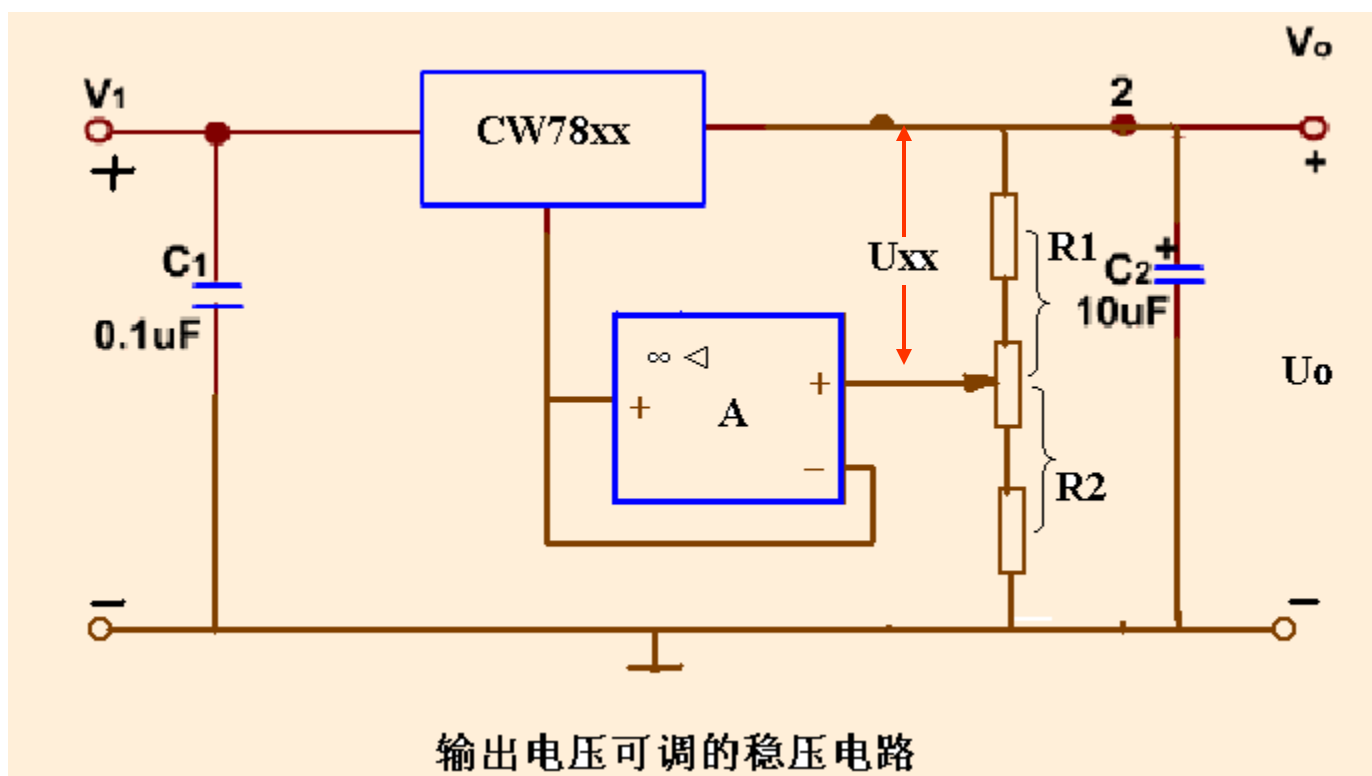 V₁
+
CW78xx
2
Vo
+
C₁
0.1uF
Uxx
R1
C₂
+
10uF
Uo
∞ ◁
+
A
+
−
R2
−
−
输出电压可调的稳压电路